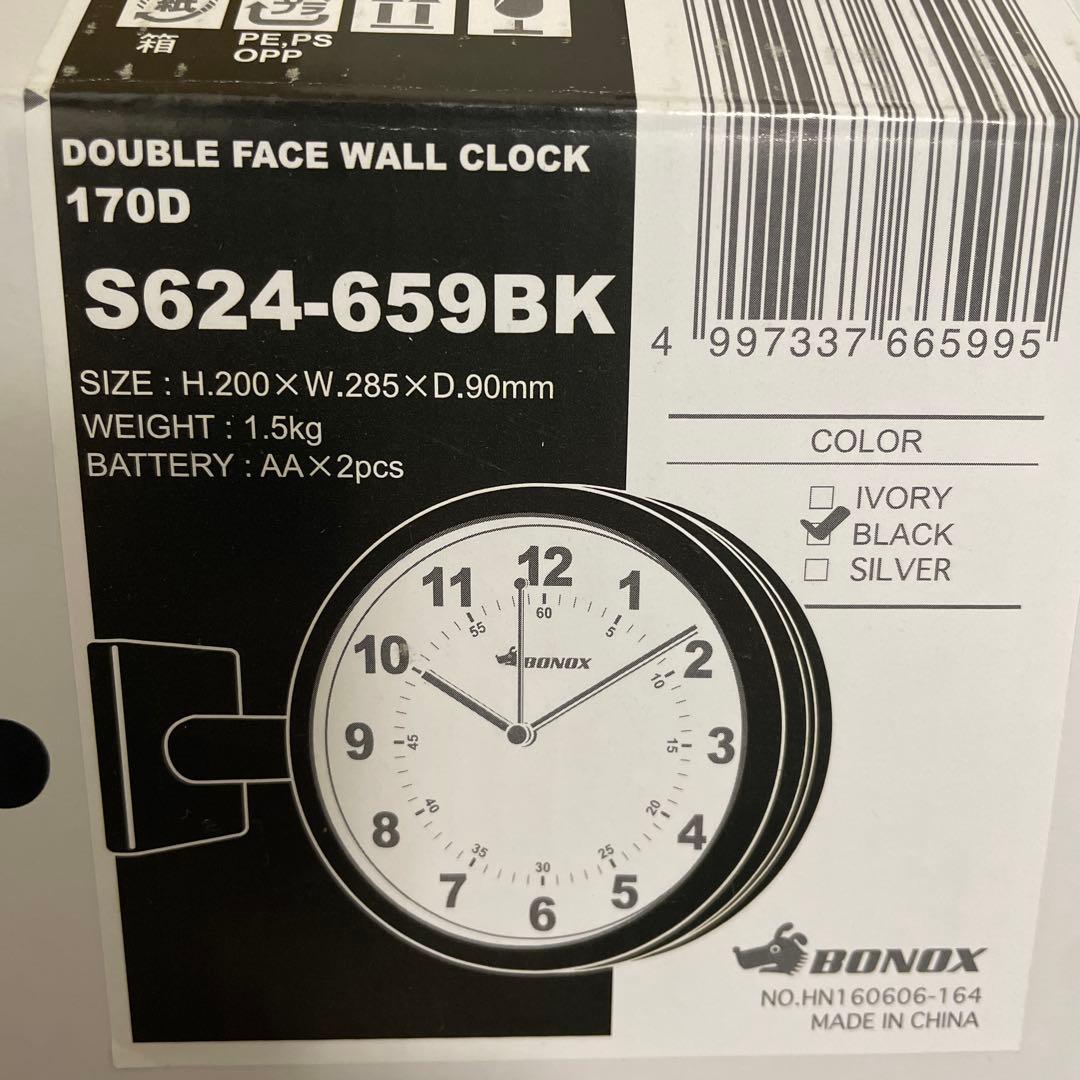 紙
箱
プラ
PE,PS
OPP
DOUBLE FACE WALL CLOCK
170D
S624-659BK
SIZE : H.200×W.285×D.90mm
WEIGHT : 1.5kg
BATTERY : AA×2pcs
4 997337 665995
COLOR
IVORY
BLACK
SILVER
12
1
2
3
4
5
6
7
8
9
10
11
60
5
10
15
20
25
30
35
40
45
55
BONOX
BONOX
NO.HN160606-164
MADE IN CHINA